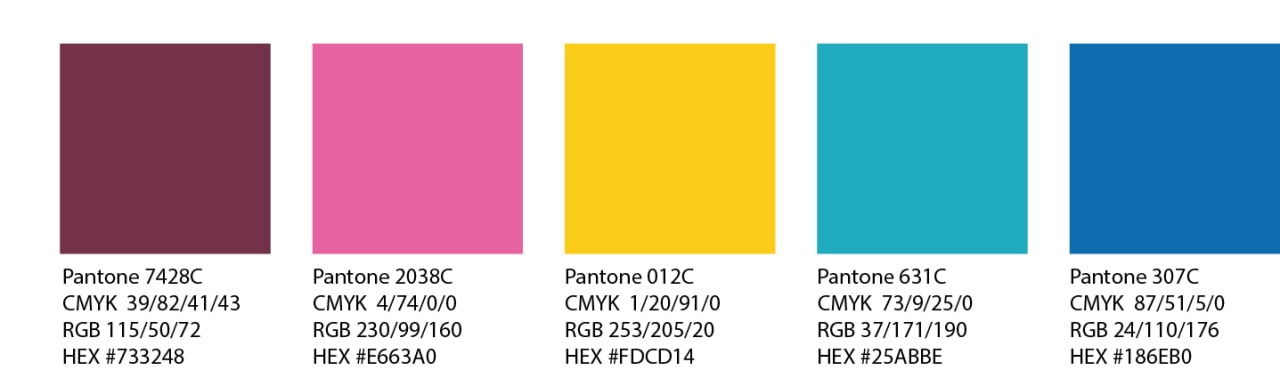 Pantone 7428C
CMYK 39/82/41/43
RGB 115/50/72
HEX #733248
Pantone 2038C
CMYK 4/74/0/0
RGB 230/99/160
HEX #E663A0
Pantone 012C
CMYK 1/20/91/0
RGB 253/205/20
HEX #FDCD14
Pantone 631C
CMYK 73/9/25/0
RGB 37/171/190
HEX #25ABBE
Pantone 307C
CMYK 87/51/5/0
RGB 24/110/176
HEX #186EB0